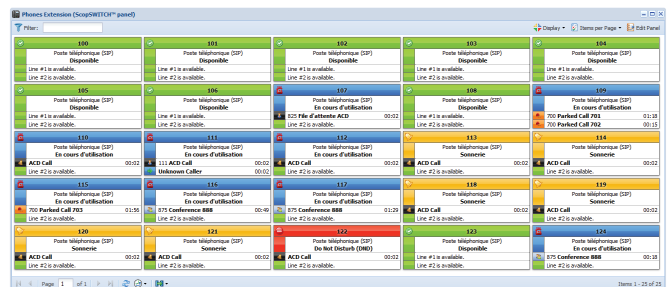 Phones Extension (ScopSWITCH™ panel)
Filter:
Display
Items per Page
Edit Panel
100
Poste téléphonique (SIP)
Disponible
Line #1 is available.
Line #2 is available.
101
Poste téléphonique (SIP)
Disponible
Line #1 is available.
Line #2 is available.
102
Poste téléphonique (SIP)
Disponible
Line #1 is available.
Line #2 is available.
103
Poste téléphonique (SIP)
Disponible
Line #1 is available.
Line #2 is available.
104
Poste téléphonique (SIP)
Disponible
Line #1 is available.
Line #2 is available.
105
Poste téléphonique (SIP)
Disponible
Line #1 is available.
Line #2 is available.
106
Poste téléphonique (SIP)
Disponible
Line #1 is available.
Line #2 is available.
107
Poste téléphonique (SIP)
En cours d'utilisation
825 File d'attente ACD 00:02
Line #2 is available.
108
Poste téléphonique (SIP)
Disponible
Line #1 is available.
Line #2 is available.
109
Poste téléphonique (SIP)
En cours d'utilisation
700 Parked Call 701 01:18
700 Parked Call 702 00:15
110
Poste téléphonique (SIP)
En cours d'utilisation
ACD Call 00:02
Line #2 is available.
111
Poste téléphonique (SIP)
En cours d'utilisation
111 ACD Call 00:02
Unknown Caller 00:02
112
Poste téléphonique (SIP)
En cours d'utilisation
ACD Call 00:02
Line #2 is available.
113
Poste téléphonique (SIP)
Sonnerie
ACD Call 00:02
Line #2 is available.
114
Poste téléphonique (SIP)
Sonnerie
ACD Call 00:02
Line #2 is available.
115
Poste téléphonique (SIP)
En cours d'utilisation
700 Parked Call 703 01:56
Line #2 is available.
116
Poste téléphonique (SIP)
En cours d'utilisation
875 Conference 888 00:49
Line #2 is available.
117
Poste téléphonique (SIP)
En cours d'utilisation
875 Conference 888 01:29
Line #2 is available.
118
Poste téléphonique (SIP)
Sonnerie
ACD Call 00:02
Line #2 is available.
119
Poste téléphonique (SIP)
Sonnerie
ACD Call 00:02
Line #2 is available.
120
Poste téléphonique (SIP)
Sonnerie
ACD Call 00:02
Line #2 is available.
121
Poste téléphonique (SIP)
Sonnerie
ACD Call 00:02
Line #2 is available.
122
Poste téléphonique (SIP)
Do Not Disturb (DND)
ACD Call 00:02
Line #2 is available.
123
Poste téléphonique (SIP)
Disponible
Line #1 is available.
Line #2 is available.
124
Poste téléphonique (SIP)
En cours d'utilisation
875 Conference 888 00:18
Line #2 is available.
Page 1 of 1
Items 1 - 25 of 25